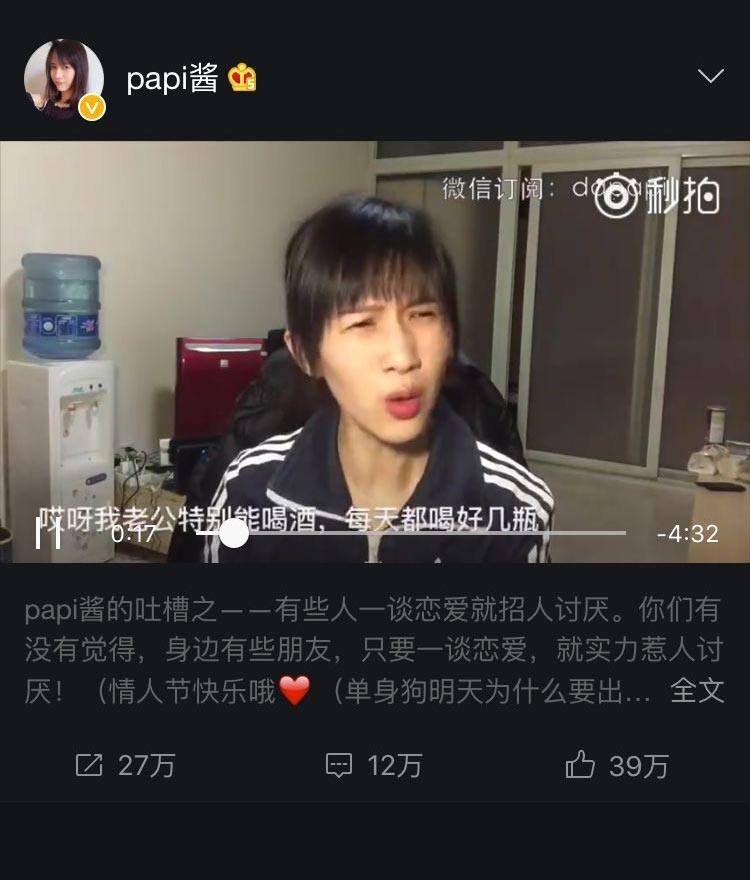 papi酱
微信订阅：dapapi
秒拍
哎呀我老公特别能喝酒，每天都喝好几瓶
0:17
-4:32
papi酱的吐槽之——有些人一谈恋爱就招人讨厌。你们有
没有觉得，身边有些朋友，只要一谈恋爱，就实力惹人讨
厌！（情人节快乐哦❤️（单身狗明天为什么要出... 全文
27万
12万
39万